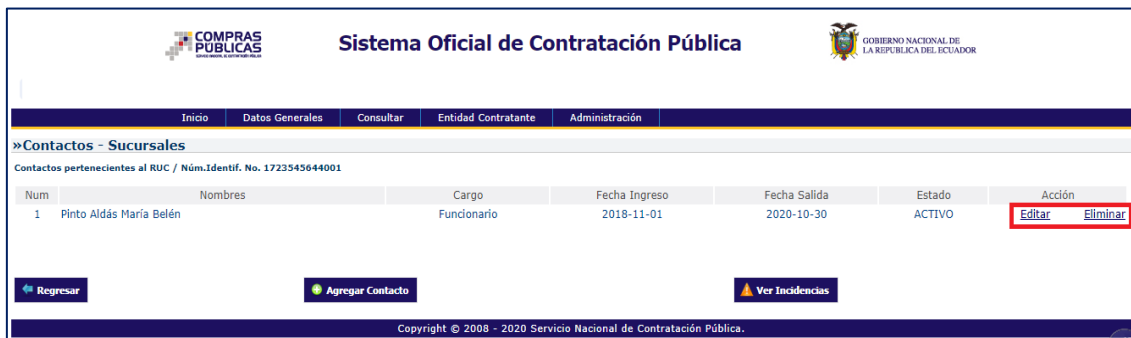 COMPRAS
PÚBLICAS
Sistema Oficial de Contratación Pública
GOBIERNO NACIONAL DE
LA REPUBLICA DEL ECUADOR
Inicio Datos Generales Consultar Entidad Contratante Administración
»Contactos - Sucursales
Contactos pertenecientes al RUC / Núm.Identif. No. 1723545644001
Num Nombres Cargo Fecha Ingreso Fecha Salida Estado Acción
1 Pinto Aldás María Belén Funcionario 2018-11-01 2020-10-30 ACTIVO Editar Eliminar
Regresar Agregar Contacto Ver Incidencias
Copyright © 2008 - 2020 Servicio Nacional de Contratación Pública.